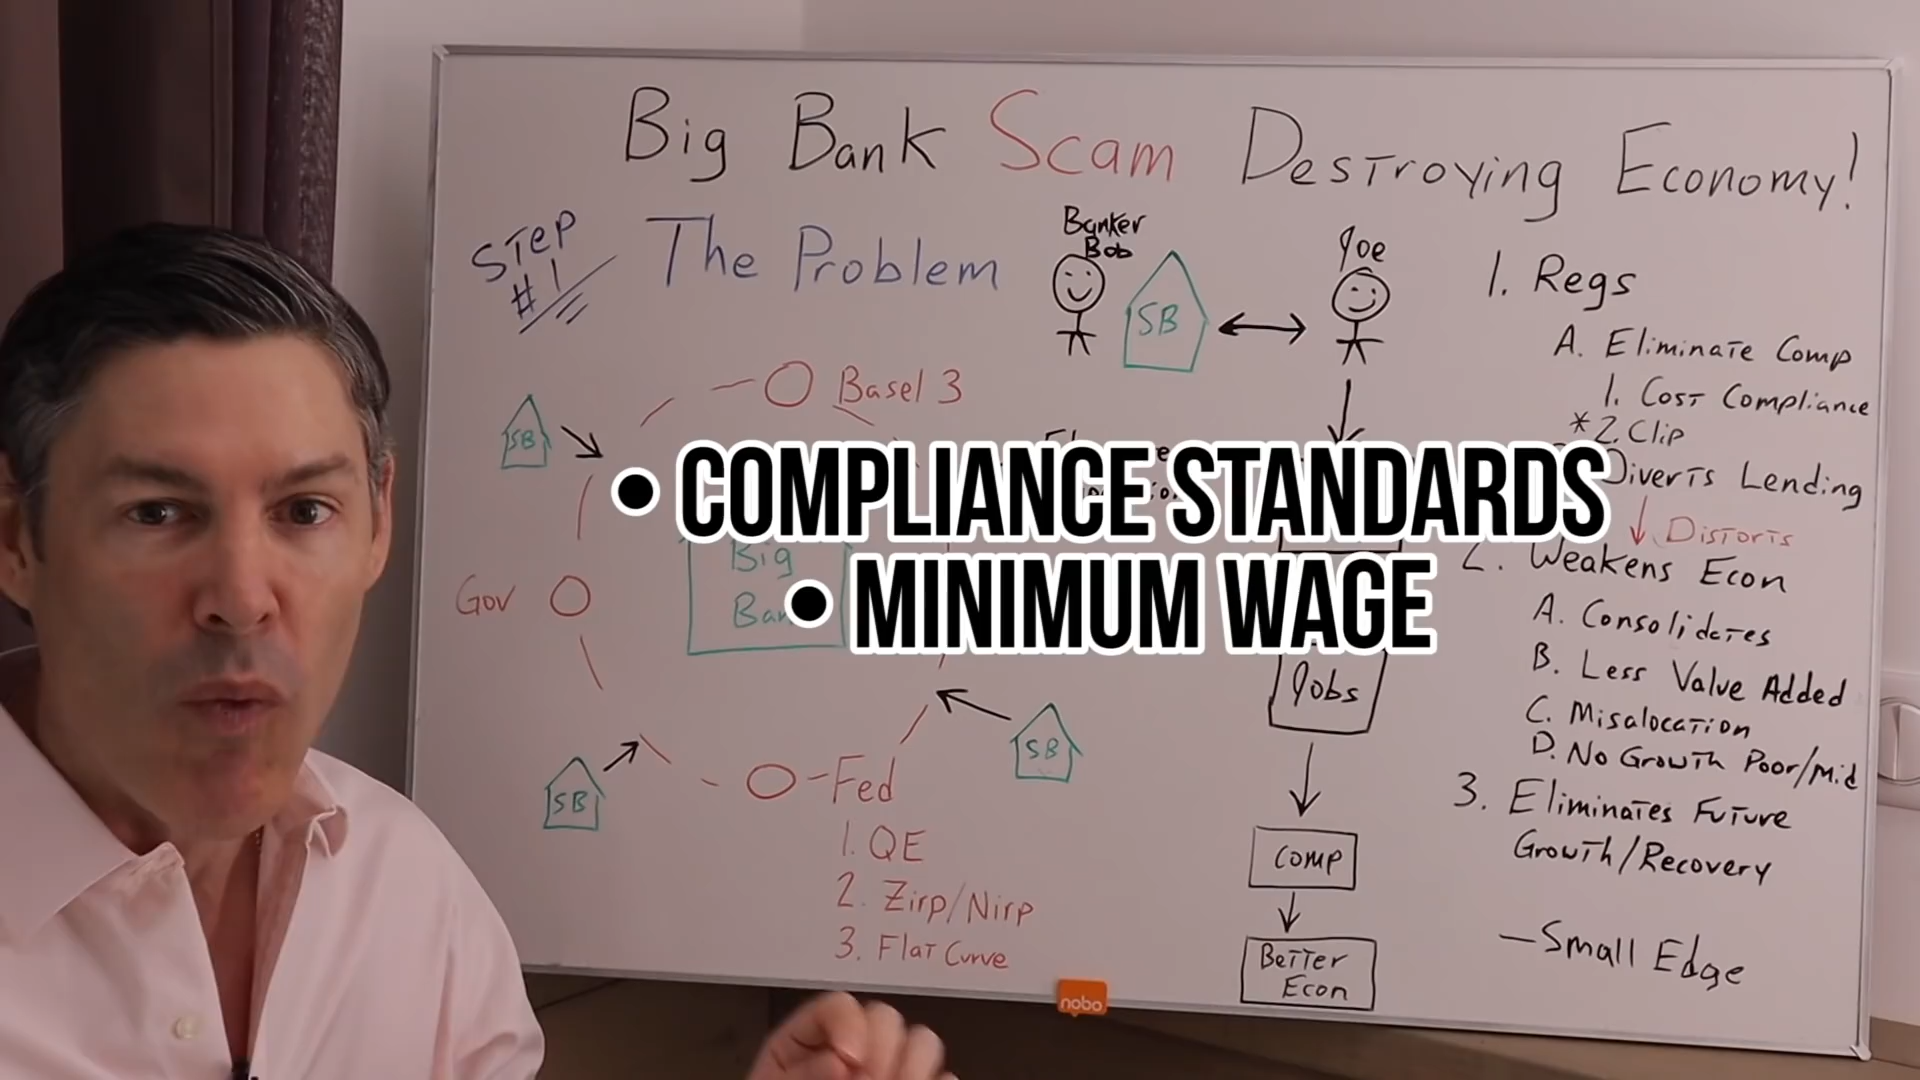 Big Bank Scam Destroying Economy!
STEP
#1
The Problem
Banker
Bob
SB
Joe
Basel 3
SB
Gov
Big
SB
SB
Fed
1. QE
2. Zirp/Nirp
3. Flat Curve
• COMPLIANCE STANDARDS
• MINIMUM WAGE
Jobs
Comp
Better
Econ
1. Regs
A. Eliminate Comp
1. Cost Compliance
*2. Clip
Diverts Lending
Distorts
2. Weakens Econ
A. Consolidates
B. Less Value Added
C. Misalocation
D. No Growth Poor/Mid
3. Eliminates Future
Growth/Recovery
—Small Edge
nobo